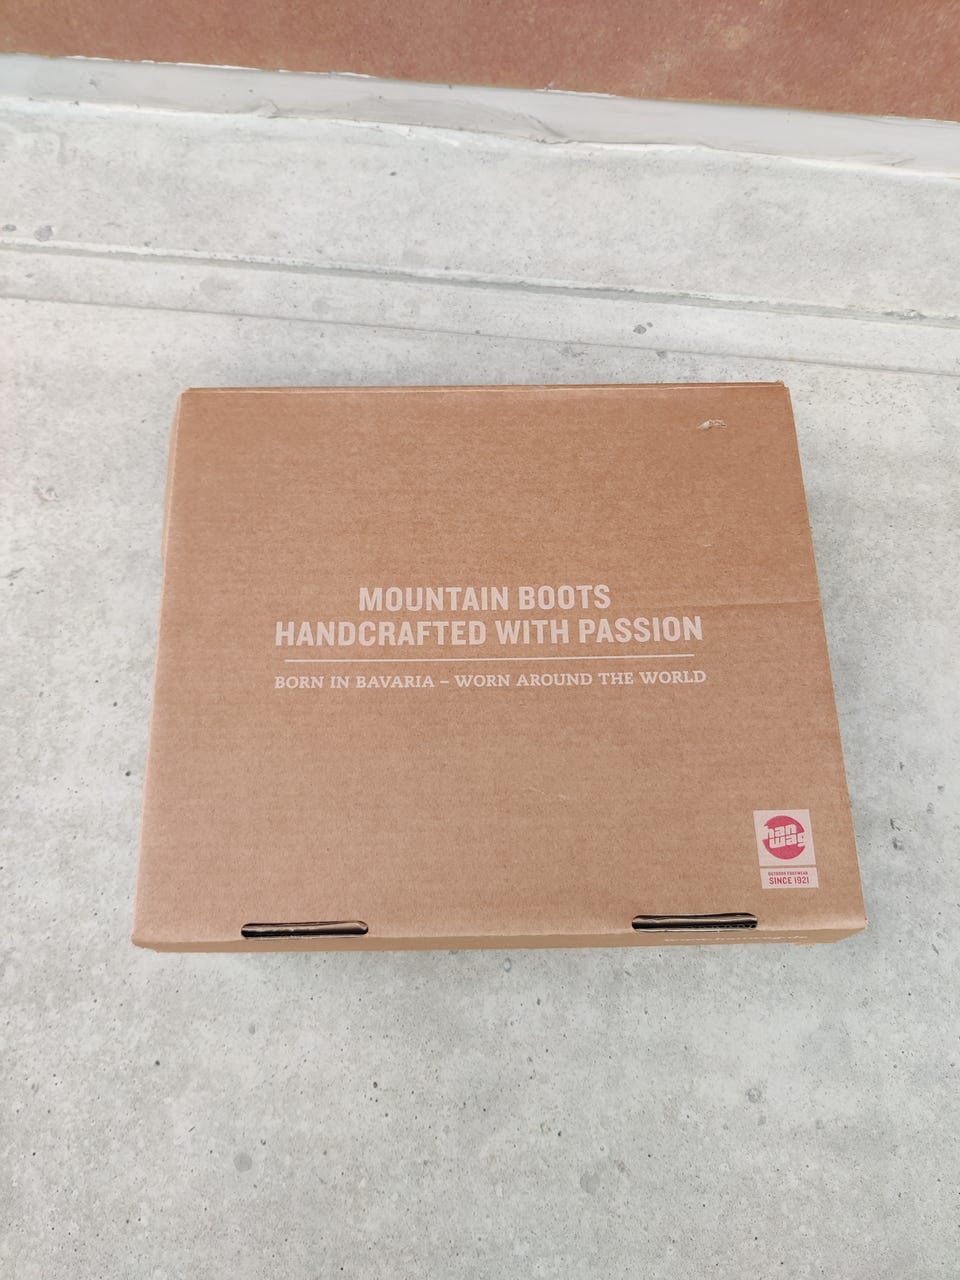 MOUNTAIN BOOTS
HANDCRAFTED WITH PASSION
BORN IN BAVARIA – WORN AROUND THE WORLD
han
wag
OUTDOOR FOOTWEAR
SINCE 1921